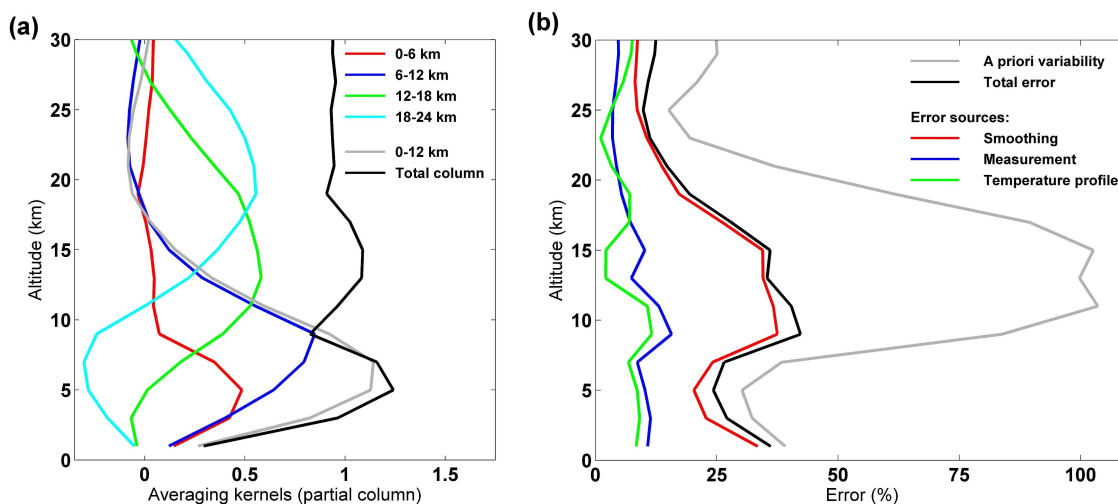 (a)
30
25
20
15
10
5
0
Altitude (km)
0
0.5
1
1.5
Averaging kernels (partial column)
0-6 km
6-12 km
12-18 km
18-24 km
0-12 km
Total column
(b)
30
25
20
15
10
5
0
Altitude (km)
0
25
50
75
100
Error (%)
A priori variability
Total error
Error sources:
Smoothing
Measurement
Temperature profile